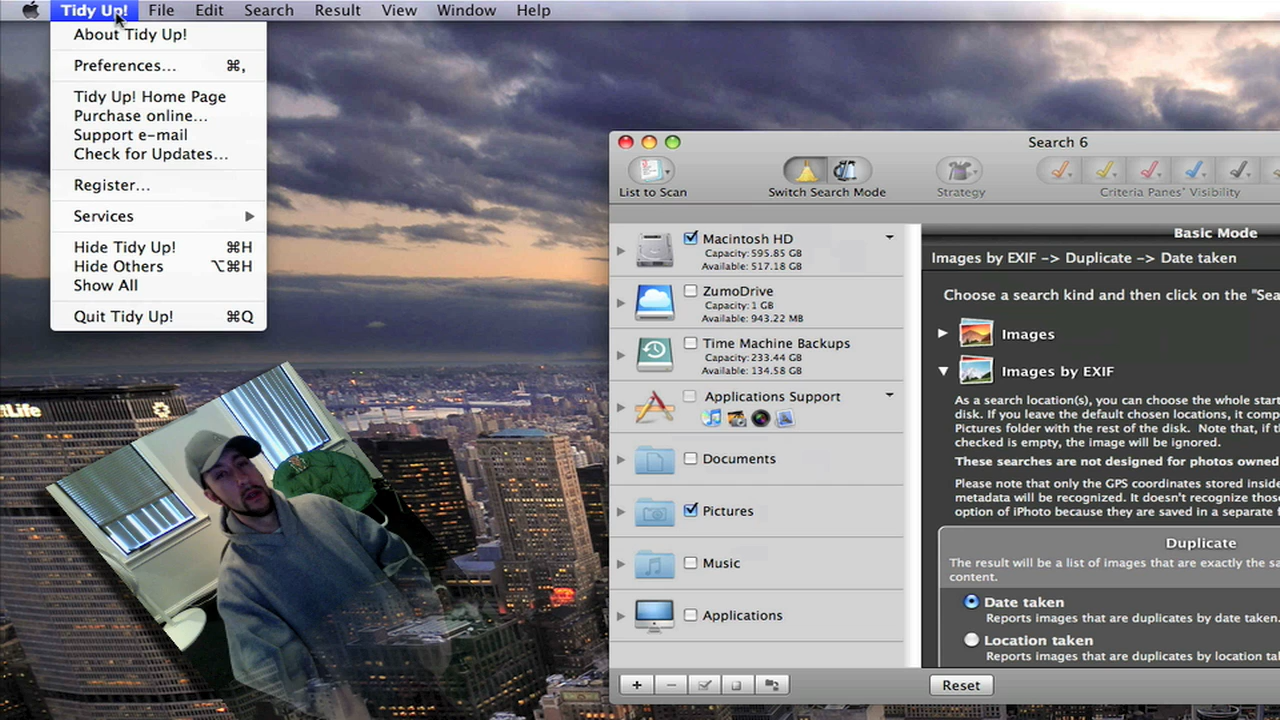 Tidy Up! File Edit Search Result View Window Help
About Tidy Up!
Preferences... ⌘,
Tidy Up! Home Page
Purchase online...
Support e-mail
Check for Updates...
Register...
Services
Hide Tidy Up! ⌘H
Hide Others ⌥⌘H
Show All
Quit Tidy Up! ⌘Q
tLife
Search 6
List to Scan
Switch Search Mode
Strategy
Criteria Panes' Visibility
Macintosh HD
Capacity: 595.85 GB
Available: 517.18 GB
ZumoDrive
Capacity: 1 GB
Available: 943.22 MB
Time Machine Backups
Capacity: 233.44 GB
Available: 134.58 GB
Applications Support
Documents
Pictures
Music
Applications
Basic Mode
Images by EXIF -> Duplicate -> Date taken
Choose a search kind and then click on the "Sea
Images
Images by EXIF
As a search location(s), you can choose the whole start
disk. If you leave the default chosen locations, it comp
Pictures folder with the rest of the disk. Note that, if th
checked is empty, the image will be ignored.
These searches are not designed for photos owned
Please note that only the GPS coordinates stored inside
metadata will be recognized. It doesn't recognize thos
option of iPhoto because they are saved in a separate f
Duplicate
The result will be a list of images that are exactly the sa
content.
Date taken
Reports images that are duplicates by date taken.
Location taken
Reports images that are duplicates by location tak
Reset